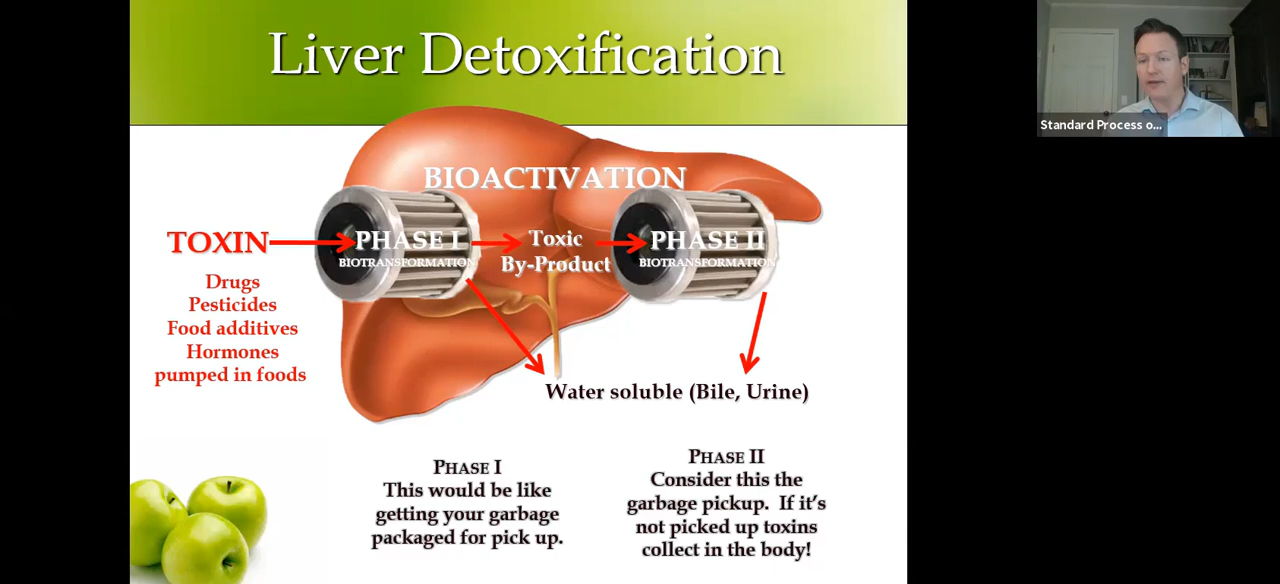 Liver Detoxification
Standard Process o...
BIOACTIVATION
TOXIN
PHASE I
BIOTRANSFORMATION
Toxic
By-Product
PHASE II
BIOTRANSFORMATION
Drugs
Pesticides
Food additives
Hormones
pumped in foods
Water soluble (Bile, Urine)
PHASE I
This would be like
getting your garbage
packaged for pick up.
PHASE II
Consider this the
garbage pickup. If it's
not picked up toxins
collect in the body!